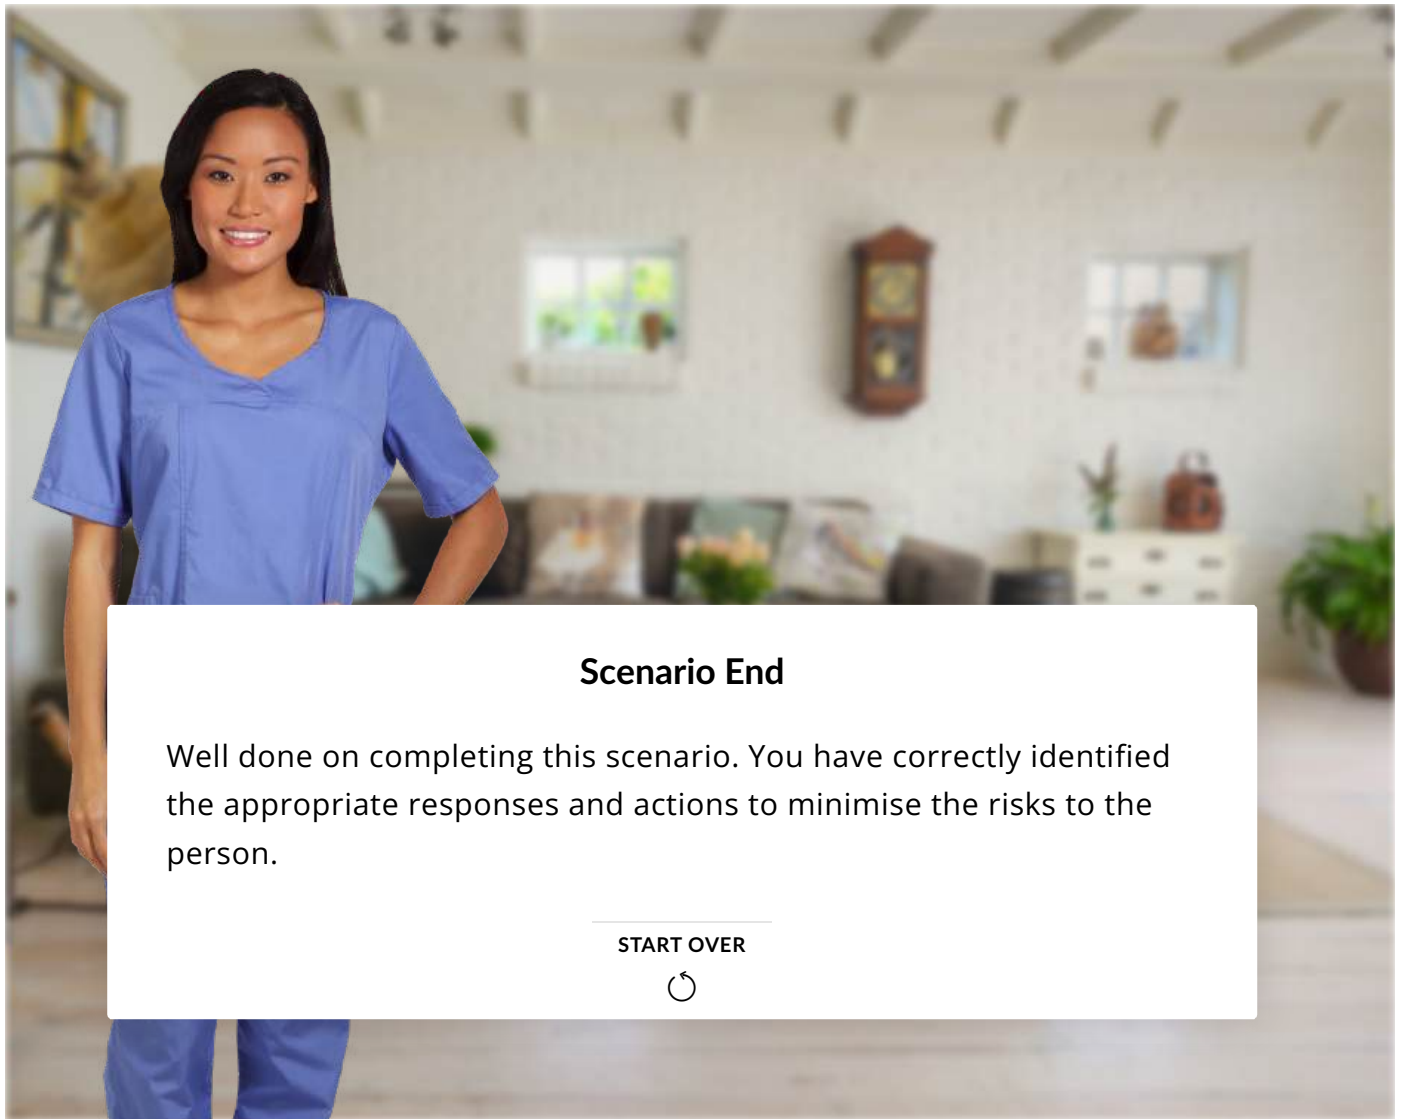 Scenario End
Well done on completing this scenario. You have correctly identified
the appropriate responses and actions to minimise the risks to the
person.
START OVER